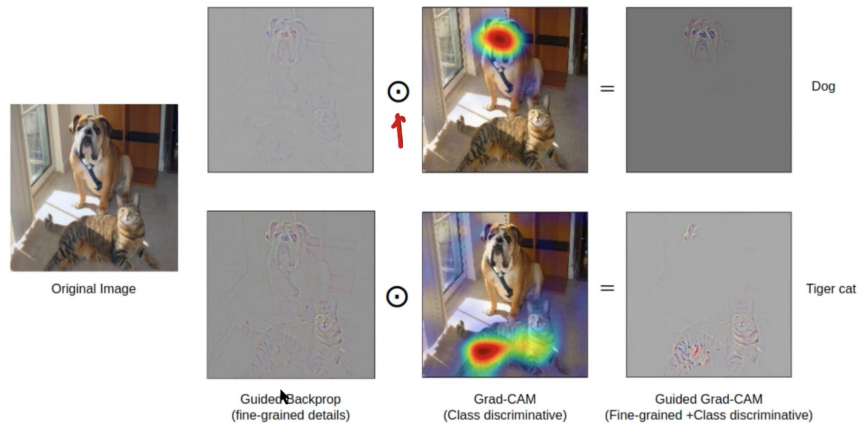 Dog
Original Image
Tiger cat
Guided Backprop
(fine-grained details)
Grad-CAM
(Class discriminative)
Guided Grad-CAM
(Fine-grained +Class discriminative)